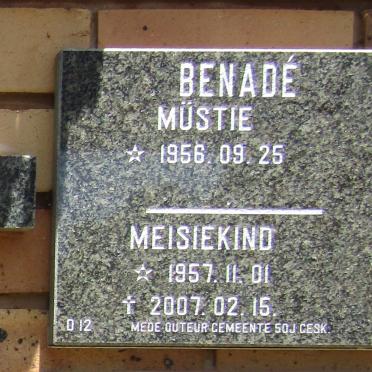 BENADÉ
MÜSTIE
☆ 1956. 09. 25
MEISIEKIND
☆ 1957. 11. 01
† 2007. 02. 15.
D 12 MEDE OUTEUR GEMEENTE 50J GESK.